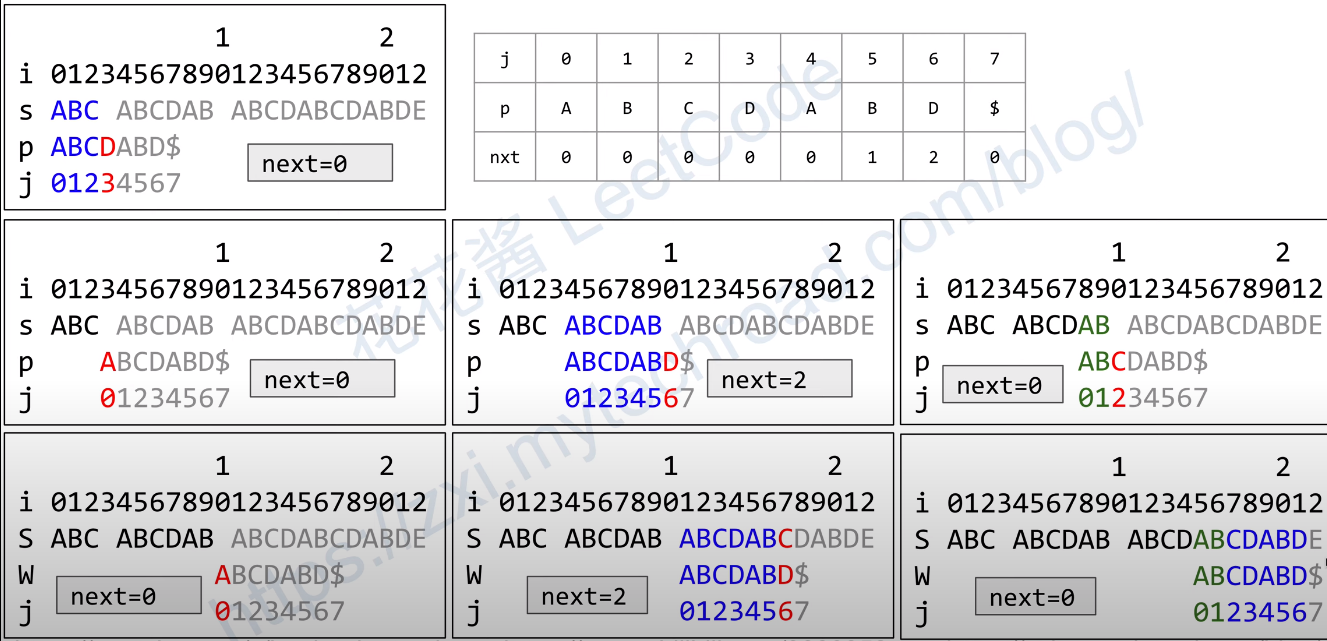 1 2
i 01234567890123456789012
s ABC ABCDAB ABCDABCDABDE
p ABCDABD$
next=0
j 01234567
j 0 1 2 3 4 5 6 7
p A B C D A B D $
nxt 0 0 0 0 0 1 2 0
1 2
i 01234567890123456789012
s ABC ABCDAB ABCDABCDABDE
p ABCDABD$
next=0
j 01234567
1 2
i 01234567890123456789012
s ABC ABCDAB ABCDABCDABDE
p ABCDABD$
next=2
j 01234567
1 2
i 01234567890123456789012
s ABC ABCDAB ABCDABCDABDE
p ABCDABD$
next=0
j 01234567
1 2
i 01234567890123456789012
S ABC ABCDAB ABCDABCDABDE
W ABCDABD$
next=0
j 01234567
1 2
i 01234567890123456789012
S ABC ABCDAB ABCDABCDABDE
W ABCDABD$
next=2
j 01234567
1 2
i 01234567890123456789012
S ABC ABCDAB ABCDABCDABDE
W ABCDABD$
next=0
j 01234567
花花酱 LeetCode
https://zxi.mytechroad.com/blog/